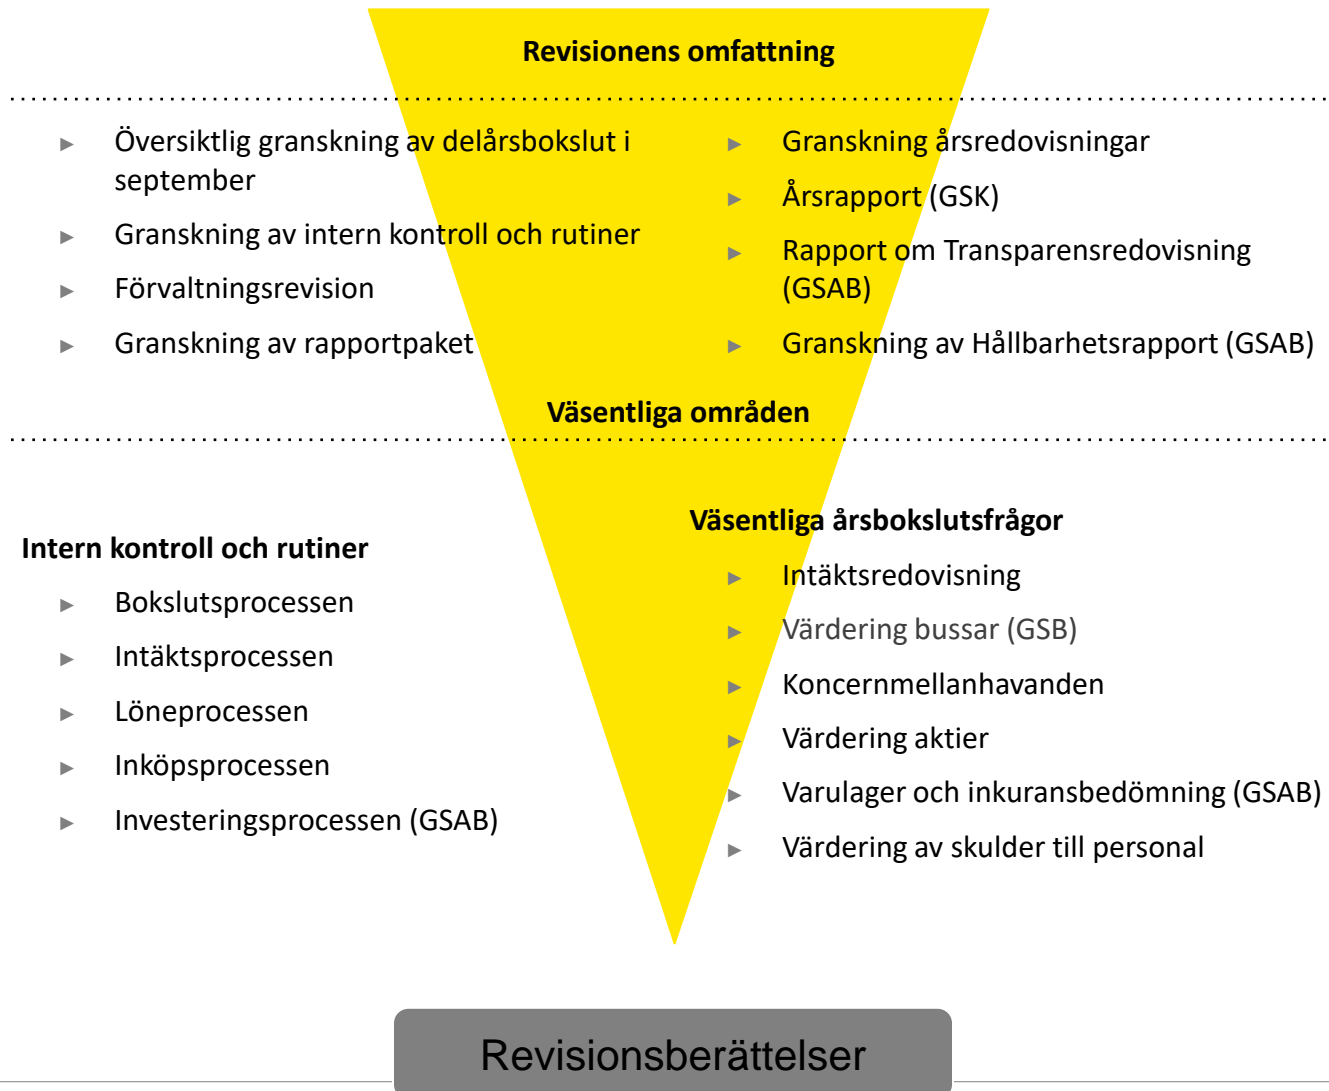 Revisionens omfattning
► Översiktlig granskning av delårsbokslut i
september
► Granskning av intern kontroll och rutiner
► Förvaltningsrevision
► Granskning av rapportpaket
► Granskning årsredovisningar
► Årsrapport (GSK)
► Rapport om Transparensredovisning
(GSAB)
► Granskning av Hållbarhetsrapport (GSAB)
Väsentliga områden
Intern kontroll och rutiner
► Bokslutsprocessen
► Intäktsprocessen
► Löneprocessen
► Inköpsprocessen
► Investeringsprocessen (GSAB)
Väsentliga årsbokslutsfrågor
► Intäktsredovisning
► Värdering bussar (GSB)
► Koncernmellanhavanden
► Värdering aktier
► Varulager och inkuransbedömning (GSAB)
► Värdering av skulder till personal
Revisionsberättelser